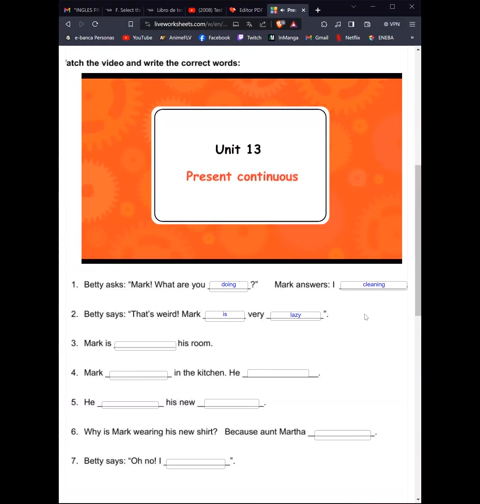 "INGLES P
F. Select th
Libro de te
(2008) Test
Editor PDF
Pres
liveworksheets.com/w/en/...
VPN
e-banca Personas YouTube AnimeFLV Facebook Twitch InManga Gmail Netflix ENEBA
atch the video and write the correct words:
Unit 13
Present continuous
1. Betty asks: “Mark! What are you doing ?” Mark answers: I cleaning
2. Betty says: “That's weird! Mark is very lazy ”.
3. Mark is his room.
4. Mark in the kitchen. He .
5. He his new .
6. Why is Mark wearing his new shirt? Because aunt Martha .
7. Betty says: “Oh no! I ”.